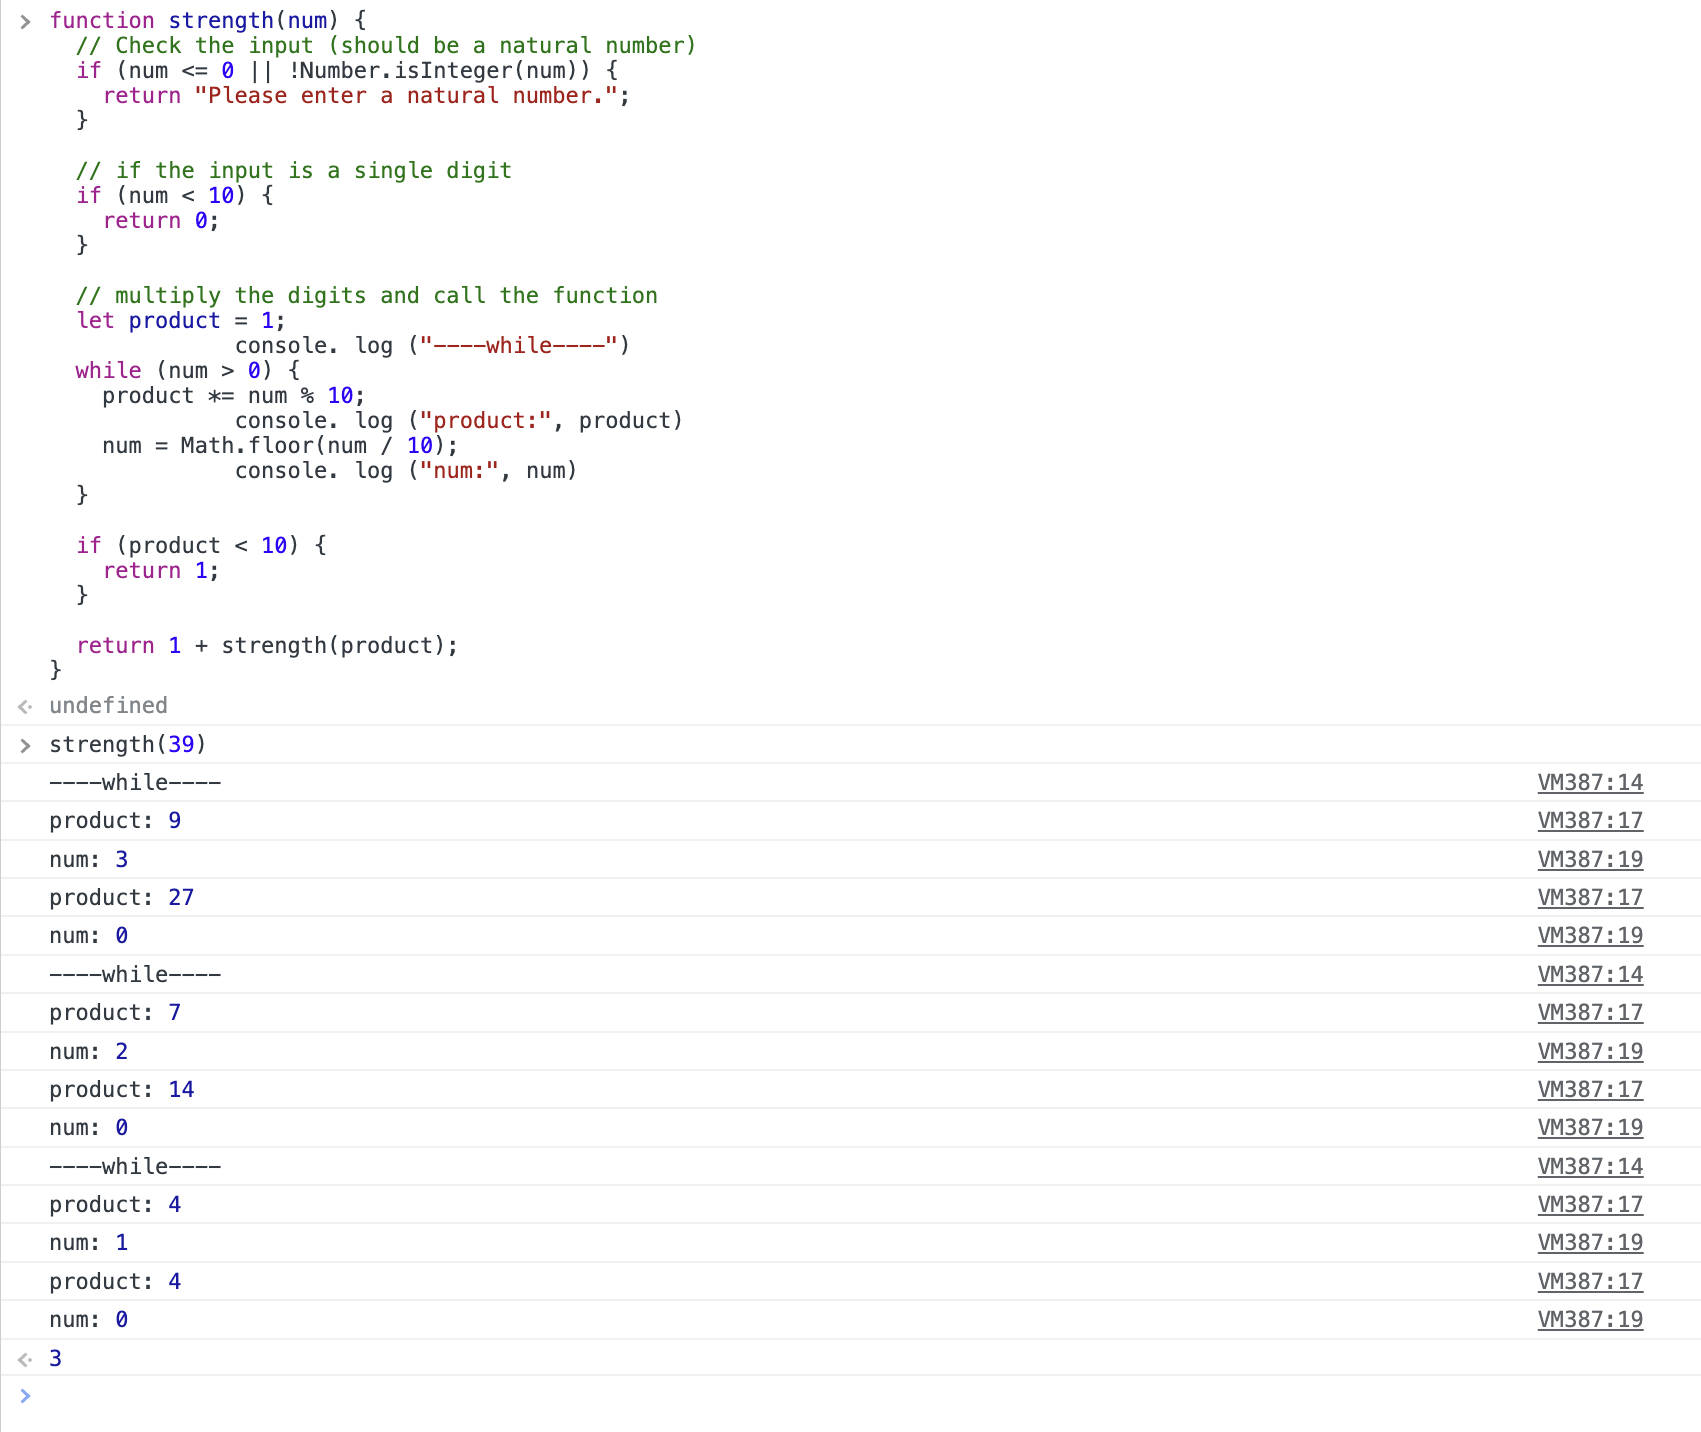 > function strength(num) {
// Check the input (should be a natural number)
if (num <= 0 || !Number.isInteger(num)) {
return "Please enter a natural number.";
}
// if the input is a single digit
if (num < 10) {
return 0;
}
// multiply the digits and call the function
let product = 1;
console. log ("----while----")
while (num > 0) {
product *= num % 10;
console. log ("product:", product)
num = Math.floor(num / 10);
console. log ("num:", num)
}
if (product < 10) {
return 1;
}
return 1 + strength(product);
}
undefined
> strength(39)
----while---- VM387:14
product: 9 VM387:17
num: 3 VM387:19
product: 27 VM387:17
num: 0 VM387:19
----while---- VM387:14
product: 7 VM387:17
num: 2 VM387:19
product: 14 VM387:17
num: 0 VM387:19
----while---- VM387:14
product: 4 VM387:17
num: 1 VM387:19
product: 4 VM387:17
num: 0 VM387:19
3
>